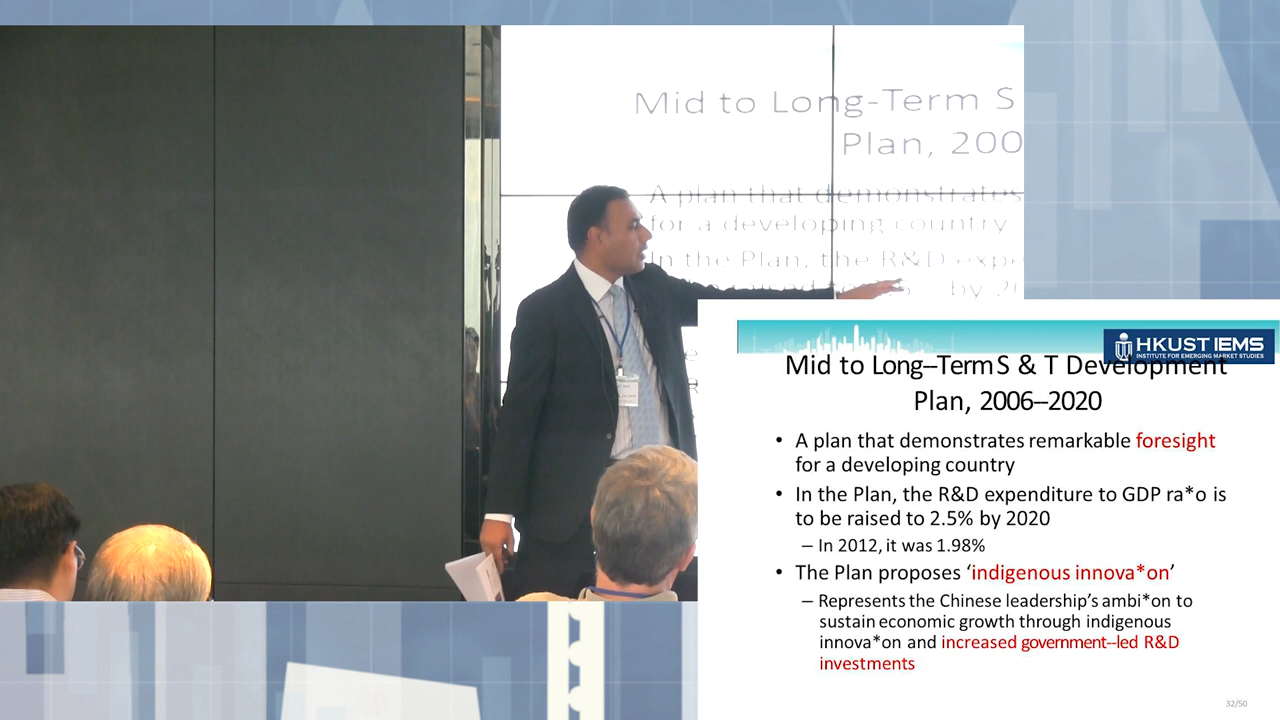 Mid to Long-Term S
Plan, 200
A plan that demonstrates
for a developing country
In the Plan, the R&D expe
by 20
HKUST IEMS
INSTITUTE FOR EMERGING MARKET STUDIES
Mid to Long--Term S & T Development
Plan, 2006--2020
• A plan that demonstrates remarkable foresight
for a developing country
• In the Plan, the R&D expenditure to GDP ra*o is
to be raised to 2.5% by 2020
– In 2012, it was 1.98%
• The Plan proposes ‘indigenous innova*on’
– Represents the Chinese leadership’s ambi*on to
sustain economic growth through indigenous
innova*on and increased government--led R&D
investments
32/50